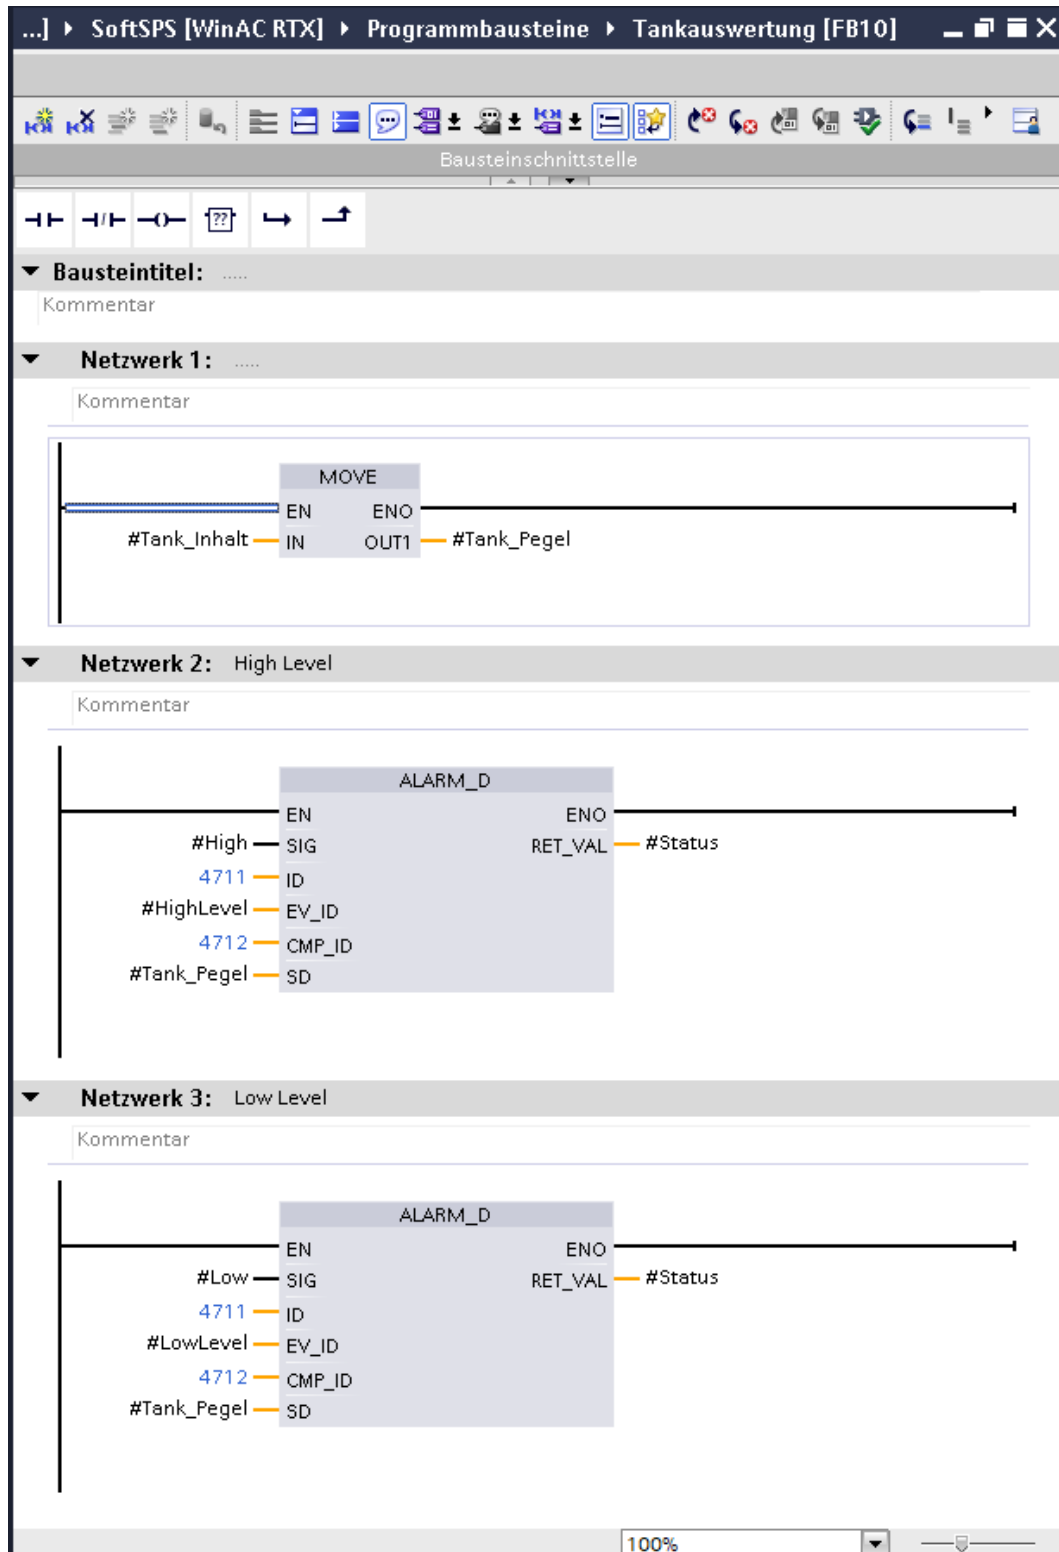 ...] ▸ SoftSPS [WinAC RTX] ▸ Programmbausteine ▸ Tankauswertung [FB10]
Bausteinschnittstelle
??
Bausteintitel: .....
Kommentar
Netzwerk 1: .....
Kommentar
MOVE
EN ENO
#Tank_Inhalt IN OUT1 #Tank_Pegel
Netzwerk 2: High Level
Kommentar
ALARM_D
EN ENO
#High SIG RET_VAL #Status
4711 ID
#HighLevel EV_ID
4712 CMP_ID
#Tank_Pegel SD
Netzwerk 3: Low Level
Kommentar
ALARM_D
EN ENO
#Low SIG RET_VAL #Status
4711 ID
#LowLevel EV_ID
4712 CMP_ID
#Tank_Pegel SD
100%